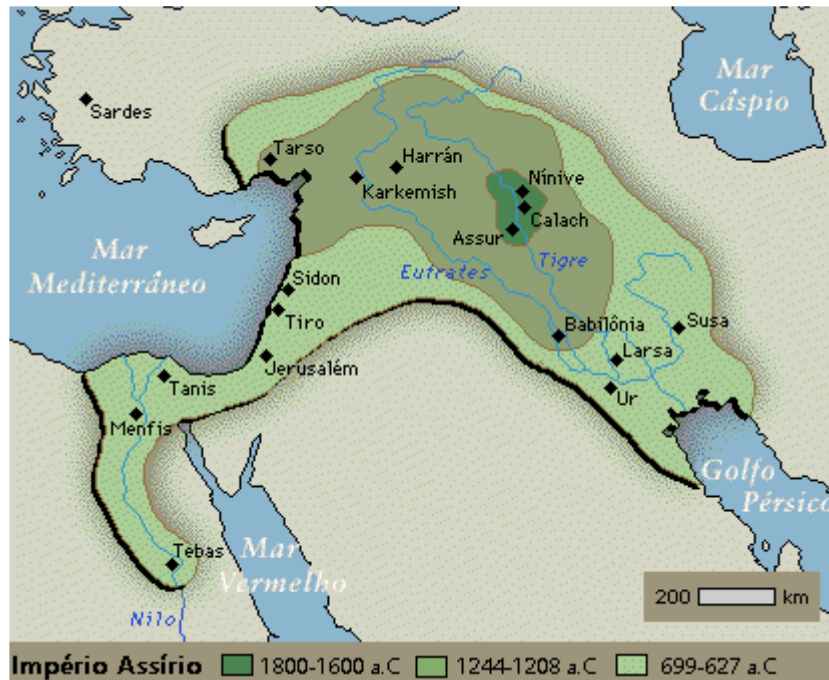 Mar
Cáspio
Sardes
Tarso
Harrán
Karkemish
Nínive
Calach
Assur
Mar
Mediterrâneo
Eufrates
Tigre
Sidon
Tiro
Babilônia
Susa
Larsa
Jerusalém
Tanis
Ur
Menfis
Golfo
Pérsico
Tebas
Mar
Vermelho
Nilo
200 km
Império Assírio 1800-1600 a.C 1244-1208 a.C 699-627 a.C